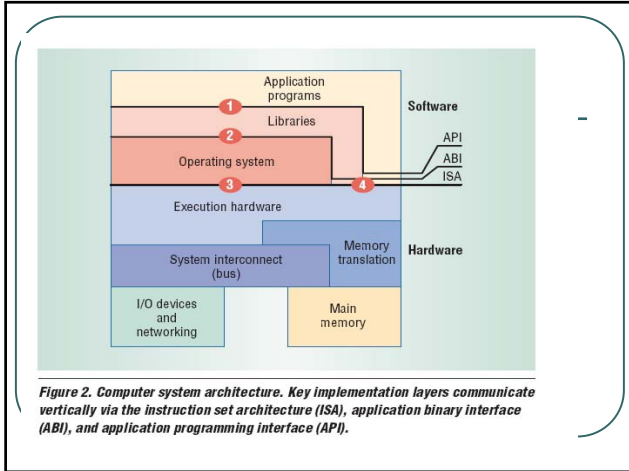 Application
programs
1
Software
Libraries
API
2
ABI
Operating system
ISA
3
4
Execution hardware
Memory
translation
Hardware
System interconnect
(bus)
I/O devices
and
networking
Main
memory
Figure 2. Computer system architecture. Key implementation layers communicate
vertically via the instruction set architecture (ISA), application binary interface
(ABI), and application programming interface (API).